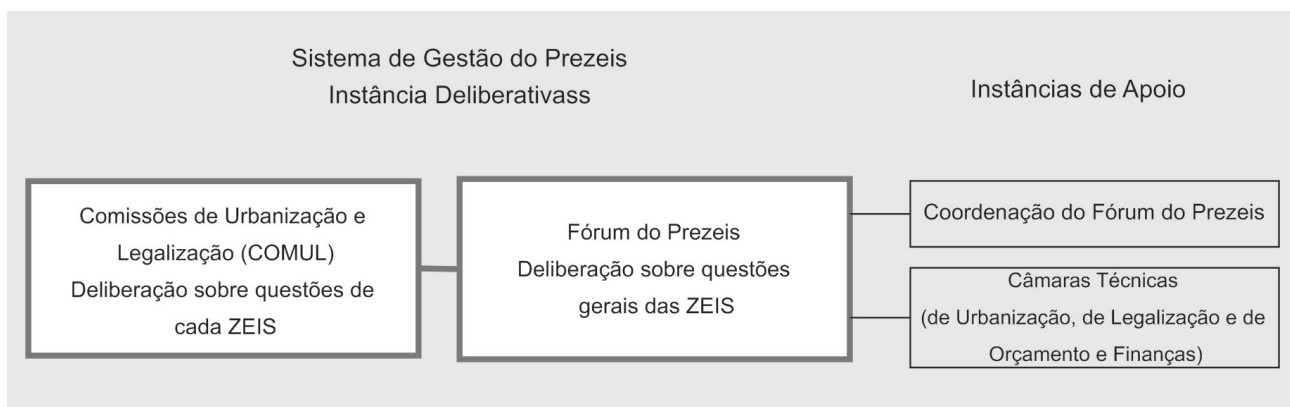 Sistema de Gestão do Prezeis
Instância Deliberativass
Instâncias de Apoio
Comissões de Urbanização e
Legalização (COMUL)
Deliberação sobre questões de
cada ZEIS
Fórum do Prezeis
Deliberação sobre questões
gerais das ZEIS
Coordenação do Fórum do Prezeis
Câmaras Técnicas
(de Urbanização, de Legalização e de
Orçamento e Finanças)